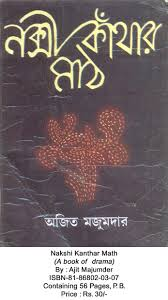 নক্সী কাঁথার
মাঠ
অজিত মজুমদার
Nakshi Kanthar Math
(A book of drama)
By : Ajit Majumder
ISBN-81-86802-03-07
Containing 56 Pages, P.B.
Price : Rs. 30/-